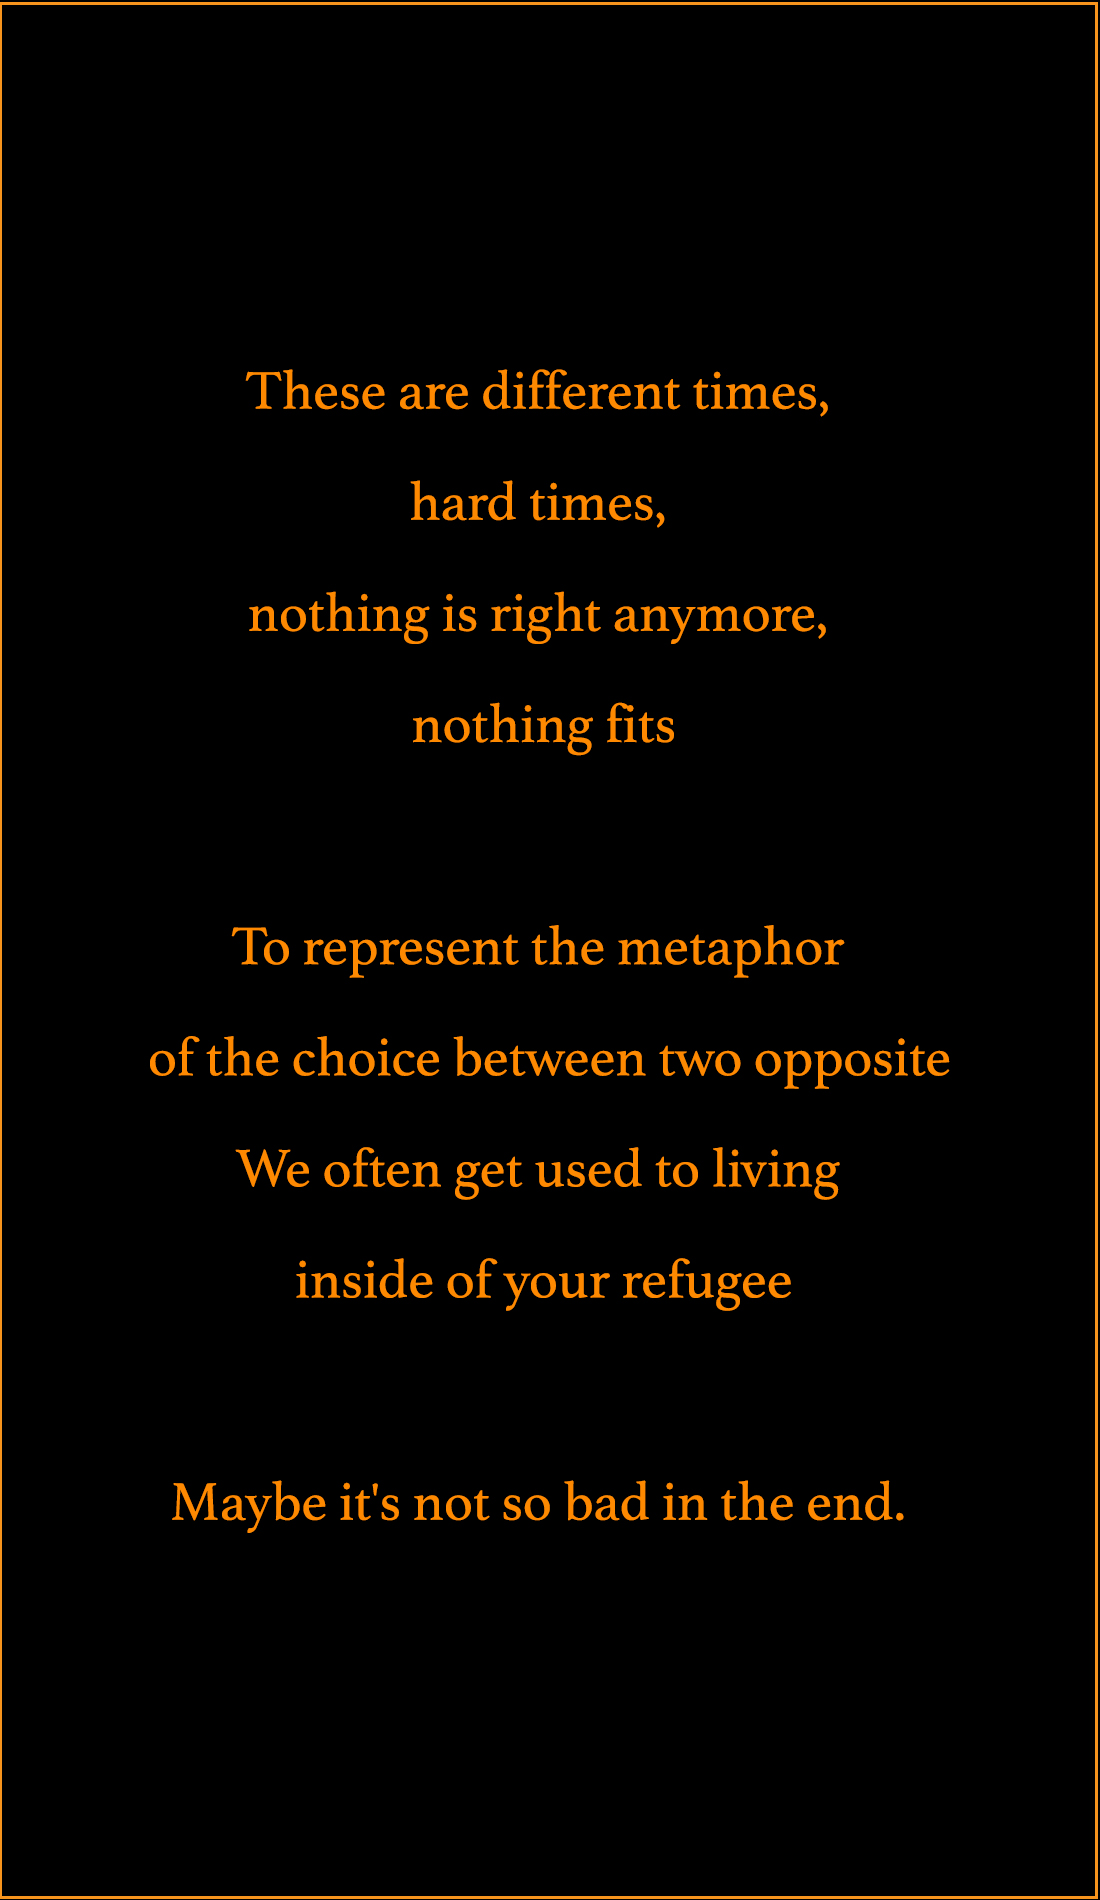 These are different times,
hard times,
nothing is right anymore,
nothing fits
To represent the metaphor
of the choice between two opposite
We often get used to living
inside of your refugee
Maybe it's not so bad in the end.